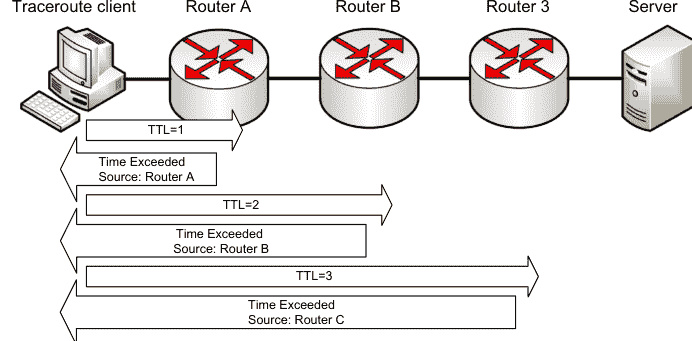 Traceroute client
Router A
Router B
Router 3
Server
TTL=1
Time Exceeded
Source: Router A
TTL=2
Time Exceeded
Source: Router B
TTL=3
Time Exceeded
Source: Router C